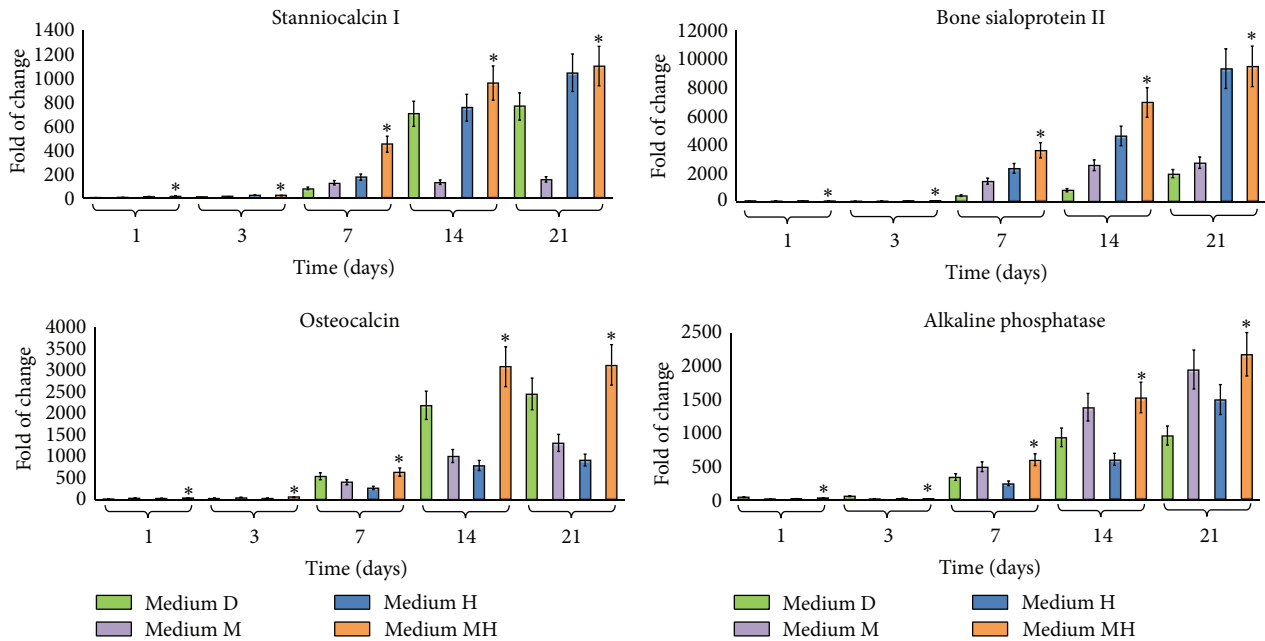 Stanniocalcin I
Fold of change
1400
1200
1000
800
600
400
200
0
* * * * *
1 3 7 14 21
Time (days)
Bone sialoprotein II
Fold of change
12000
10000
8000
6000
4000
2000
0
* * * * *
1 3 7 14 21
Time (days)
Osteocalcin
Fold of change
4000
3500
3000
2500
2000
1500
1000
500
0
* * * * *
1 3 7 14 21
Time (days)
Medium D
Medium M
Medium H
Medium MH
Alkaline phosphatase
Fold of change
2500
2000
1500
1000
500
0
* * * * *
1 3 7 14 21
Time (days)
Medium D
Medium M
Medium H
Medium MH